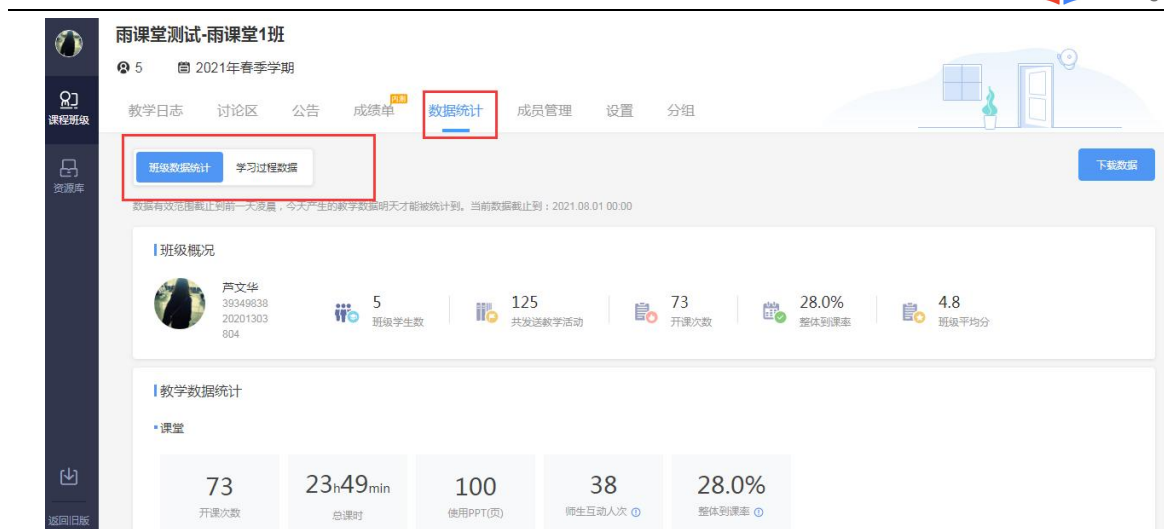 雨课堂测试-雨课堂1班
5 2021年春季学期
课程班级
教学日志 讨论区 公告 成绩单 内测 数据统计 成员管理 设置 分组
资源库
班级数据统计 学习过程数据 下载数据
数据有效范围截止到前一天凌晨，今天产生的教学数据明天才能被统计到。当前数据截止到：2021.08.01 00:00
班级概况
芦文华
39349838
20201303
804
5 125 73 28.0% 4.8
班级学生数 共发送教学活动 开课次数 整体到课率 班级平均分
教学数据统计
课堂
73 23h49min 100 38 28.0%
开课次数 总课时 使用PPT(页) 师生互动人次 整体到课率
返回旧版